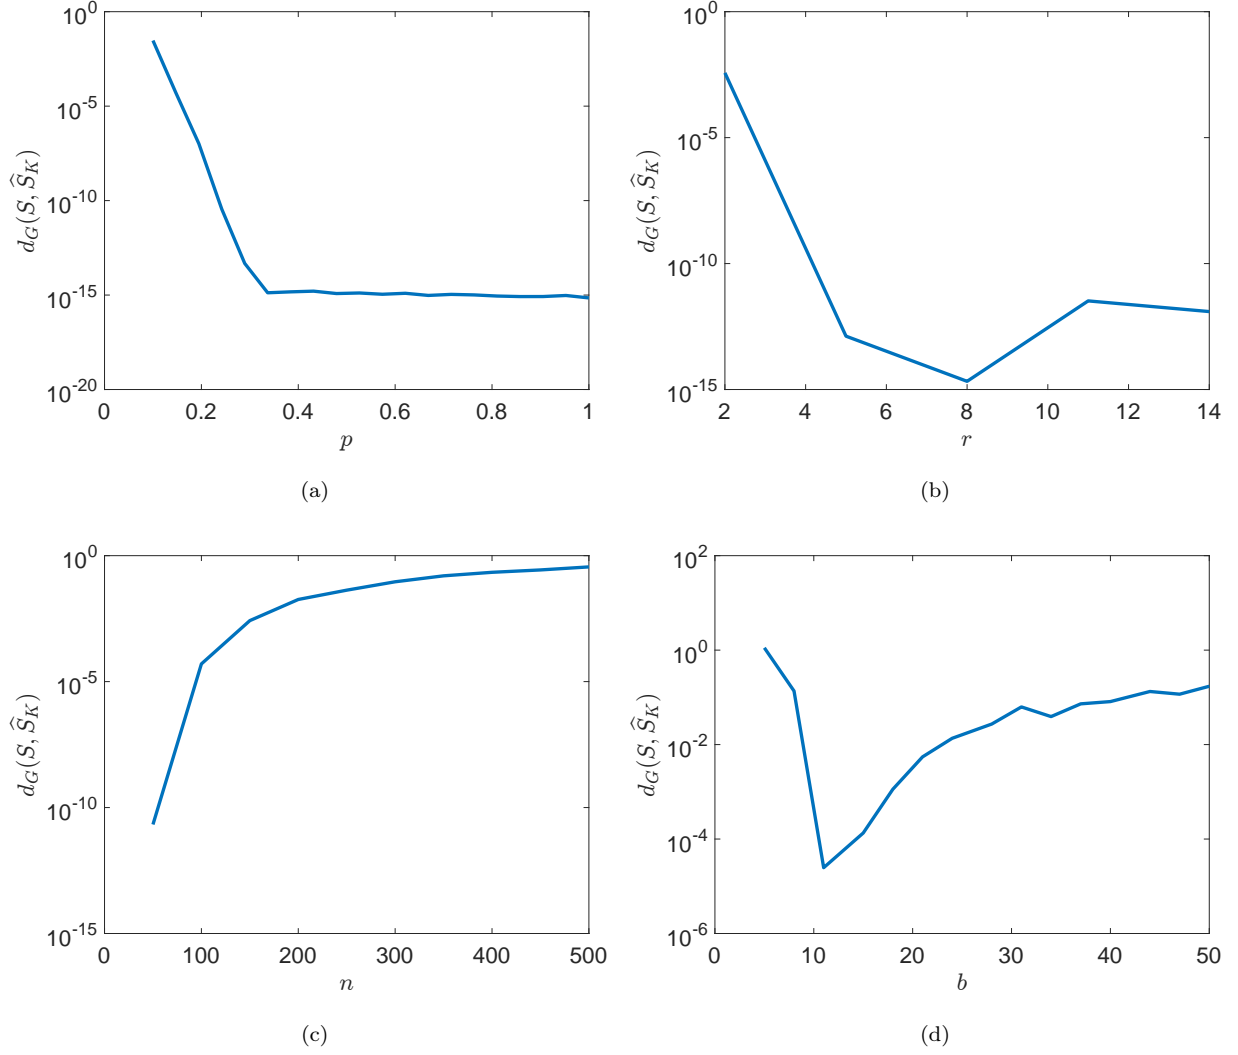 10^0
10^-5
10^-10
10^-15
10^-20
d_G(S, Ŝ_K)
0 0.2 0.4 0.6 0.8 1
p
(a)
10^0
10^-5
10^-10
10^-15
d_G(S, Ŝ_K)
2 4 6 8 10 12 14
r
(b)
10^0
10^-5
10^-10
10^-15
d_G(S, Ŝ_K)
0 100 200 300 400 500
n
(c)
10^2
10^0
10^-2
10^-4
10^-6
d_G(S, Ŝ_K)
0 10 20 30 40 50
b
(d)